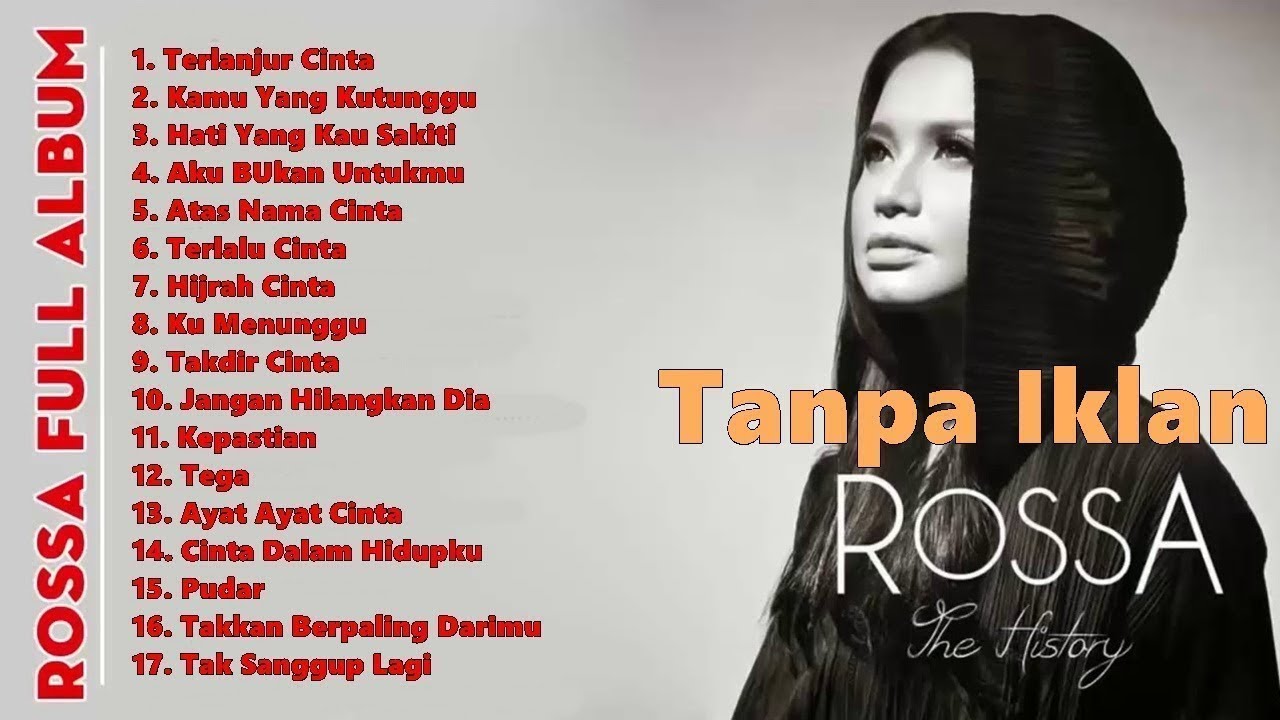 ROSSA FULL ALBUM
1. Terlanjur Cinta
2. Kamu Yang Kutunggu
3. Hati Yang Kau Sakiti
4. Aku BUkan Untukmu
5. Atas Nama Cinta
6. Terlalu Cinta
7. Hijrah Cinta
8. Ku Menunggu
9. Takdir Cinta
10. Jangan Hilangkan Dia
11. Kepastian
12. Tega
13. Ayat Ayat Cinta
14. Cinta Dalam Hidupku
15. Pudar
16. Takkan Berpaling Darimu
17. Tak Sanggup Lagi
Tanpa Iklan
ROSSA
The History